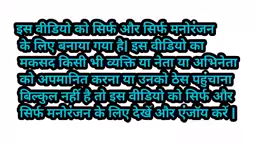 इस वीडियो को सिर्फ और सिर्फ मनोरंजन
के लिए बनाया गया है। इस वीडियो का
मकसद किसी भी व्यक्ति या नेता या अभिनेता
को अपमानित करना या उनको ठेस पहुंचाना
बिल्कुल नहीं है तो इस वीडियो को सिर्फ और
सिर्फ मनोरंजन के लिए देखें और एंजॉय करें |